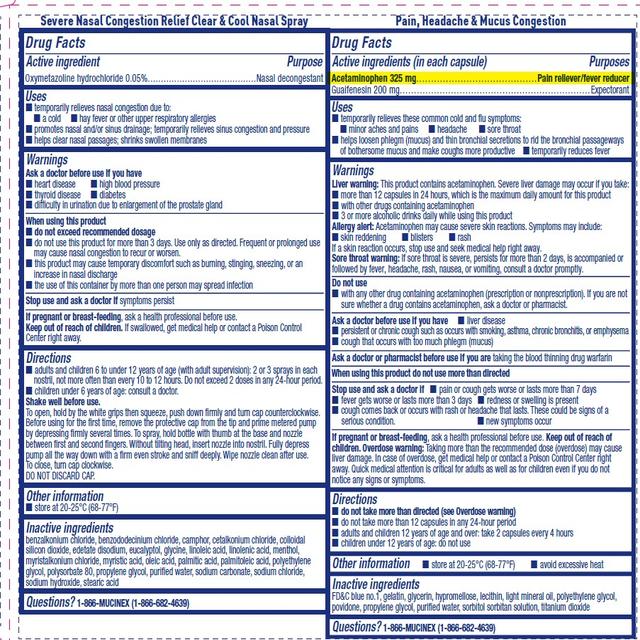 Severe Nasal Congestion Relief Clear & Cool Nasal Spray
Drug Facts
Active ingredient Purpose
Oxymetazoline hydrochloride 0.05%..........Nasal decongestant
Uses
■ temporarily relieves nasal congestion due to:
■ a cold ■ hay fever or other upper respiratory allergies
■ promotes nasal and/or sinus drainage; temporarily relieves sinus congestion and pressure
■ helps clear nasal passages; shrinks swollen membranes
Warnings
Ask a doctor before use if you have
■ heart disease ■ high blood pressure
■ thyroid disease ■ diabetes
■ difficulty in urination due to enlargement of the prostate gland
When using this product
■ do not exceed recommended dosage
■ do not use this product for more than 3 days. Use only as directed. Frequent or prolonged use
may cause nasal congestion to recur or worsen.
■ this product may cause temporary discomfort such as burning, stinging, sneezing, or an
increase in nasal discharge
■ the use of this container by more than one person may spread infection
Stop use and ask a doctor if symptoms persist
If pregnant or breast-feeding, ask a health professional before use.
Keep out of reach of children. If swallowed, get medical help or contact a Poison Control
Center right away.
Directions
■ adults and children 6 to under 12 years of age (with adult supervision): 2 or 3 sprays in each
nostril, not more often than every 10 to 12 hours. Do not exceed 2 doses in any 24-hour period.
■ children under 6 years of age: consult a doctor.
Shake well before use.
To open, hold by the white grips then squeeze, push down firmly and turn cap counterclockwise.
Before using for the first time, remove the protective cap from the tip and prime metered pump
by depressing firmly several times. To spray, hold bottle with thumb at the base and nozzle
between first and second fingers. Without tilting head, insert nozzle into nostril. Fully depress
pump all the way down with a firm even stroke and sniff deeply. Wipe nozzle clean after use.
To close, turn cap clockwise.
DO NOT DISCARD CAP.
Other information
■ store at 20-25°C (68-77°F)
Inactive ingredients
benzalkonium chloride, benzododecinium chloride, camphor, cetalkonium chloride, colloidal
silicon dioxide, edetate disodium, eucalyptol, glycine, linoleic acid, linolenic acid, menthol,
myristalkonium chloride, myristic acid, oleic acid, palmitic acid, palmitoleic acid, polyethylene
glycol, polysorbate 80, propylene glycol, purified water, sodium carbonate, sodium chloride,
sodium hydroxide, stearic acid
Questions? 1-866-MUCINEX (1-866-682-4639)
Pain, Headache & Mucus Congestion
Drug Facts
Active ingredients (in each capsule) Purposes
Acetaminophen 325 mg..........Pain reliever/fever reducer
Guaifenesin 200 mg..........Expectorant
Uses
■ temporarily relieves these common cold and flu symptoms:
■ minor aches and pains ■ headache ■ sore throat
■ helps loosen phlegm (mucus) and thin bronchial secretions to rid the bronchial passageways
of bothersome mucus and make coughs more productive ■ temporarily reduces fever
Warnings
Liver warning: This product contains acetaminophen. Severe liver damage may occur if you take:
■ more than 12 capsules in 24 hours, which is the maximum daily amount for this product
■ with other drugs containing acetaminophen
■ 3 or more alcoholic drinks daily while using this product
Allergy alert: Acetaminophen may cause severe skin reactions. Symptoms may include:
■ skin reddening ■ blisters ■ rash
If a skin reaction occurs, stop use and seek medical help right away.
Sore throat warning: If sore throat is severe, persists for more than 2 days, is accompanied or
followed by fever, headache, rash, nausea, or vomiting, consult a doctor promptly.
Do not use
■ with any other drug containing acetaminophen (prescription or nonprescription). If you are not
sure whether a drug contains acetaminophen, ask a doctor or pharmacist.
Ask a doctor before use if you have ■ liver disease
■ persistent or chronic cough such as occurs with smoking, asthma, chronic bronchitis, or emphysema
■ cough that occurs with too much phlegm (mucus)
Ask a doctor or pharmacist before use if you are taking the blood thinning drug warfarin
When using this product do not use more than directed
Stop use and ask a doctor if ■ pain or cough gets worse or lasts more than 7 days
■ fever gets worse or lasts more than 3 days ■ redness or swelling is present
■ cough comes back or occurs with rash or headache that lasts. These could be signs of a
serious condition. ■ new symptoms occur
If pregnant or breast-feeding, ask a health professional before use. Keep out of reach of
children. Overdose warning: Taking more than the recommended dose (overdose) may cause
liver damage. In case of overdose, get medical help or contact a Poison Control Center right
away. Quick medical attention is critical for adults as well as for children even if you do not
notice any signs or symptoms.
Directions
■ do not take more than directed (see Overdose warning)
■ do not take more than 12 capsules in any 24-hour period
■ adults and children 12 years of age and over: take 2 capsules every 4 hours
■ children under 12 years of age: do not use
Other information ■ store at 20-25°C (68-77°F) ■ avoid excessive heat
Inactive ingredients
FD&C blue no.1, gelatin, glycerin, hypromellose, lecithin, light mineral oil, polyethylene glycol,
povidone, propylene glycol, purified water, sorbitol sorbitan solution, titanium dioxide
Questions? 1-866-MUCINEX (1-866-682-4639)